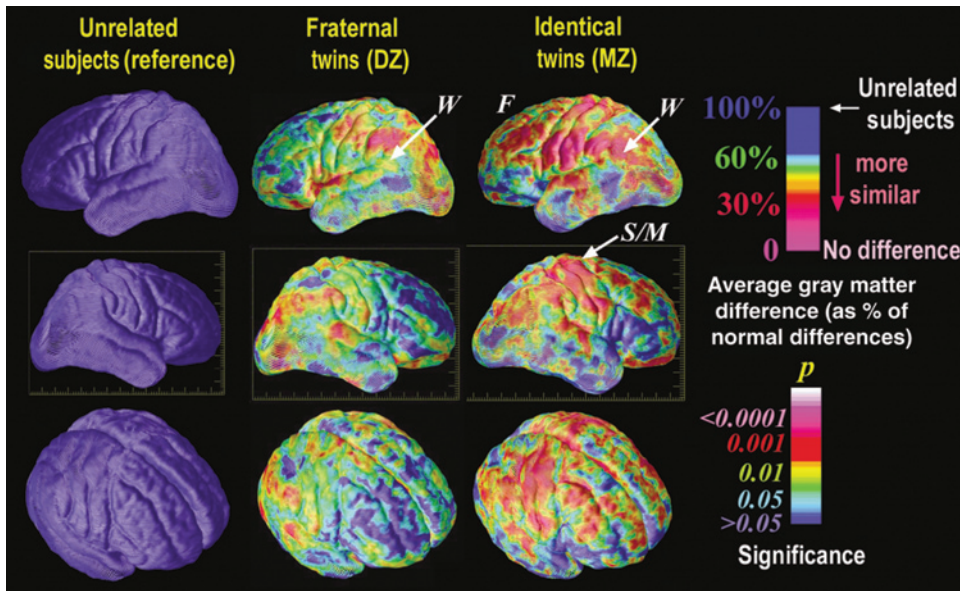 Unrelated
subjects (reference)
Fraternal
twins (DZ)
Identical
twins (MZ)
W
F
W
S/M
100%
60%
30%
0
Unrelated
subjects
more
similar
No difference
Average gray matter
difference (as % of
normal differences)
p
<0.0001
0.001
0.01
0.05
>0.05
Significance